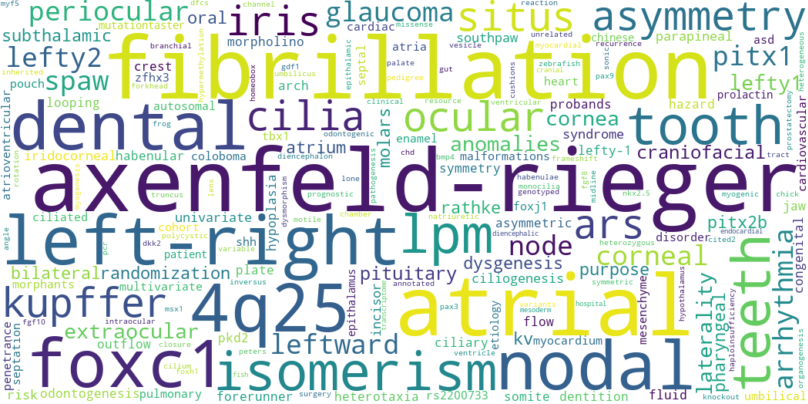 myf5
periocular
mutationtaster
dfcs
oral
iris
channel
glaucoma
situs
reaction
missense
asymmetry
subthalamic
branchial
morpholino
cardiac
southpaw
unrelated
chinese
parapineal
heterogeneous
lefty2
crest
atria
epithalamic
septal
vesicle
myocardial
recurrence
asd
pitx1
fibrillation
inherited
pouch
spaw
zfhx3
forkhead
hypermethylation
homeobox
palate
gdf1
umbilicus
pedigree
gut
cushions
zebrafish
cranial
sonic
pax9
heart
lefty1
prolactin
looping
arch
clinical
resource
ventricular
probands
hazard
prostatectomy
atrioventricular
dental
autosomal
cilia
molars
ocular
cornea
tooth
cardiovascular
rotation
frog
tbx1
odontogenic
enamel
anomalies
syndrome
iridocorneal
habenular
coloboma
diencephalon
atrium
pathogenesis
chd
bmp4
malformations
lefty-1
craniofacial
tract
symmetry
frameshift
axenfeld-rieger
myogenesis
lens
dysmorphism
lone
prognostic
habenulae
monocilia
genotyped
fgf8
midline
nkx2.5
myogenic
chick
ciliated
truncus
hypoplasia
rathke
foxj1
ars
jaw
angle
cohort
polycystic
univariate
motile
chamber
natriuretic
asymmetric
node
pitx2b
endocardial
left-right
lpm
diencephalic
heterozygous
disorder
cited2
congenital
dkk2
patient
variable
shh
dysgenesis
corneal
bilateral
randomization
plate
pituitary
ciliogenesis
purpose
morphants
pcr
multivariate
inversus
epithalamus
annotated
transcriptome
symmetric
mesenchyme
hypothalamus
laterality
pharyngeal
teeth
arrhythmia
kupffer
4q25
incisor
pax3
atrial
variants
mesoderm
hospital
haploinsufficiency
organogenesis
penetrance
fgf10
septation
msx1
intraocular
etiology
flow
extraocular
outflow
closure
pkd2
leftward
ciliary
kv
myocardium
foxc1
cilium
foxh1
peters
fish
isomerism
ventricle
nodal
knockout
risk
odontogenesis
pulmonary
forerunner
surgery
heterotaxia
rs2200733
somite
dentition
fluid
umbilical